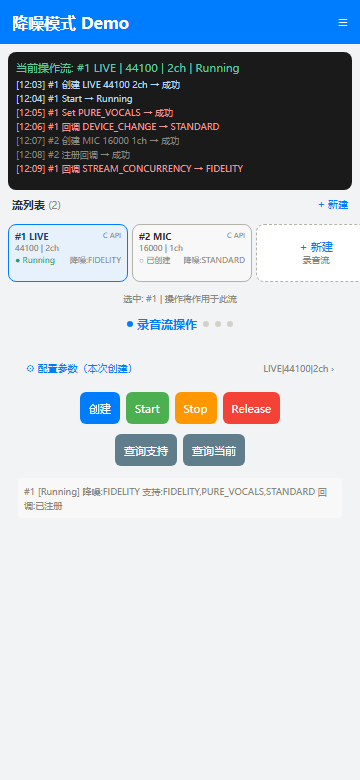 降噪模式 Demo
≡
当前操作流: #1 LIVE | 44100 | 2ch | Running
[12:03] #1 创建 LIVE 44100 2ch → 成功
[12:04] #1 Start → Running
[12:05] #1 Set PURE_VOCALS → 成功
[12:06] #1 回调 DEVICE_CHANGE → STANDARD
[12:07] #2 创建 MIC 16000 1ch → 成功
[12:08] #2 注册回调 → 成功
[12:09] #1 回调 STREAM_CONCURRENCY → FIDELITY
流列表 (2)
+ 新建
#1 LIVE C API
44100 | 2ch
● Running 降噪:FIDELITY
#2 MIC C API
16000 | 1ch
○ 已创建 降噪:STANDARD
+ 新建
录音流
选中: #1 | 操作将作用于此流
录音流操作
⚙ 配置参数（本次创建）
LIVE|44100|2ch ›
创建 Start Stop Release
查询支持 查询当前
#1 [Running] 降噪:FIDELITY 支持:FIDELITY,PURE_VOCALS,STANDARD 回
调:已注册